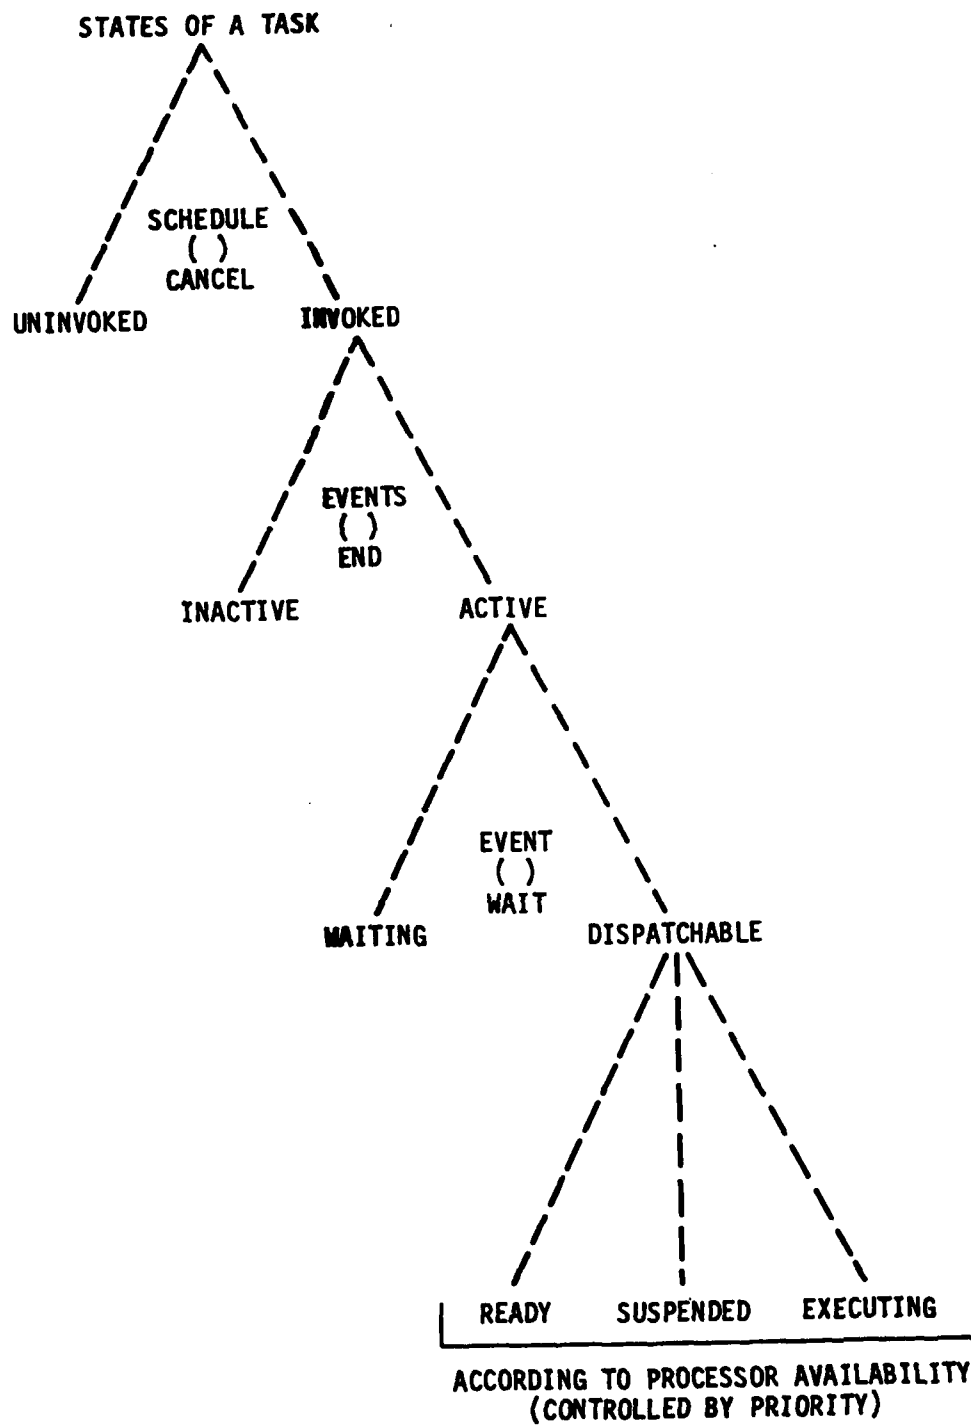 STATES OF A TASK
SCHEDULE
( )
CANCEL
UNINVOKED INVOKED
EVENTS
( )
END
INACTIVE ACTIVE
EVENT
( )
WAIT
WAITING DISPATCHABLE
READY SUSPENDED EXECUTING
ACCORDING TO PROCESSOR AVAILABILITY
(CONTROLLED BY PRIORITY)